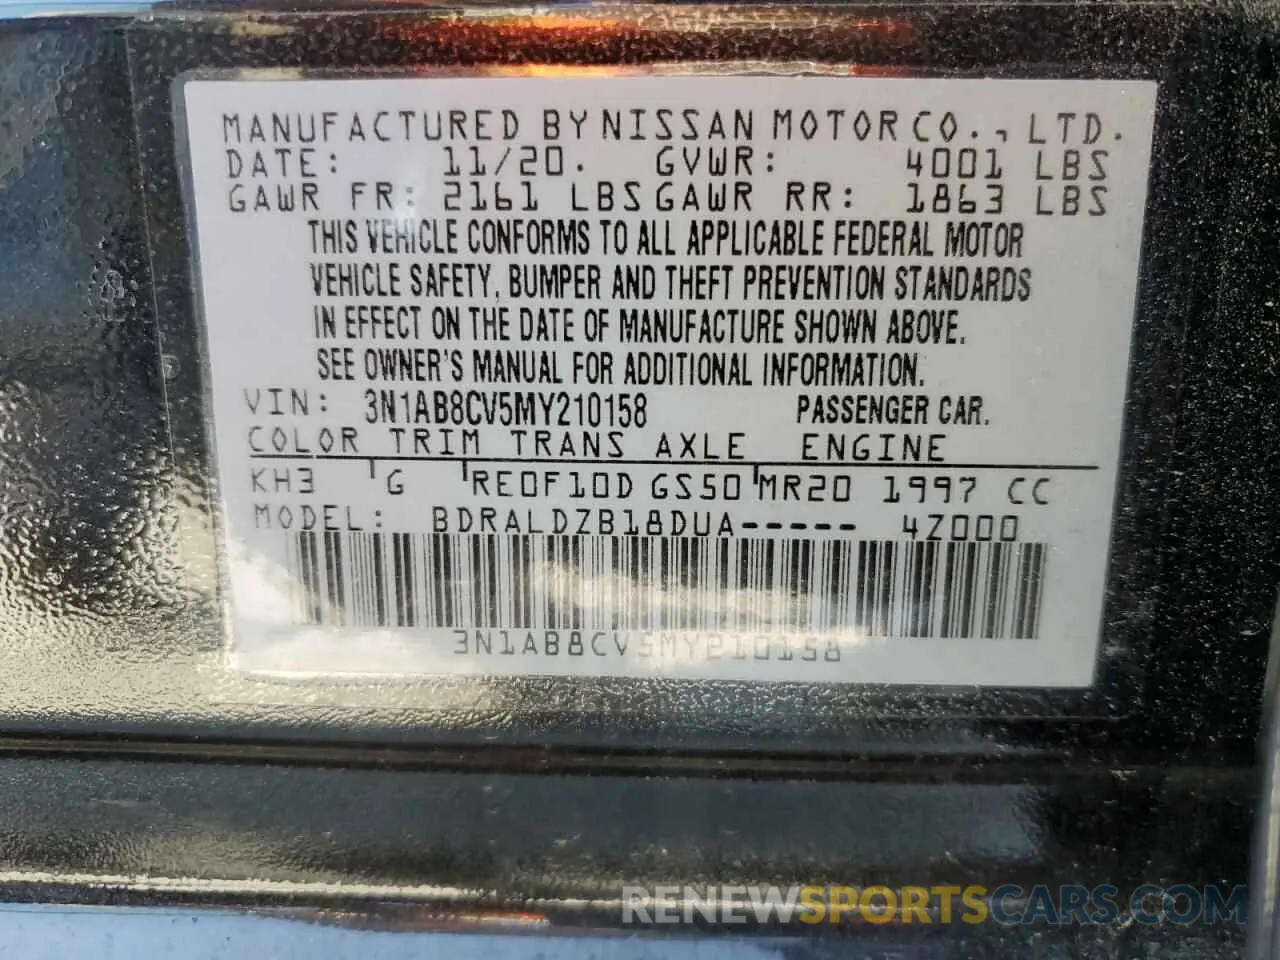 MANUFACTURED BY NISSAN MOTOR CO., LTD.
DATE: 11/20. GVWR: 4001 LBS
GAWR FR: 2161 LBS GAWR RR: 1863 LBS
THIS VEHICLE CONFORMS TO ALL APPLICABLE FEDERAL MOTOR
VEHICLE SAFETY, BUMPER AND THEFT PREVENTION STANDARDS
IN EFFECT ON THE DATE OF MANUFACTURE SHOWN ABOVE.
SEE OWNER'S MANUAL FOR ADDITIONAL INFORMATION.
VIN: 3N1AB8CV5MY210158 PASSENGER CAR.
COLOR TRIM TRANS AXLE ENGINE
KH3 G RE0F10D GS50 MR20 1997 CC
MODEL: BDRALDZB18DUA----- 4Z000
3N1AB8CV5MY210158
RENEWSPORTSCARS.COM